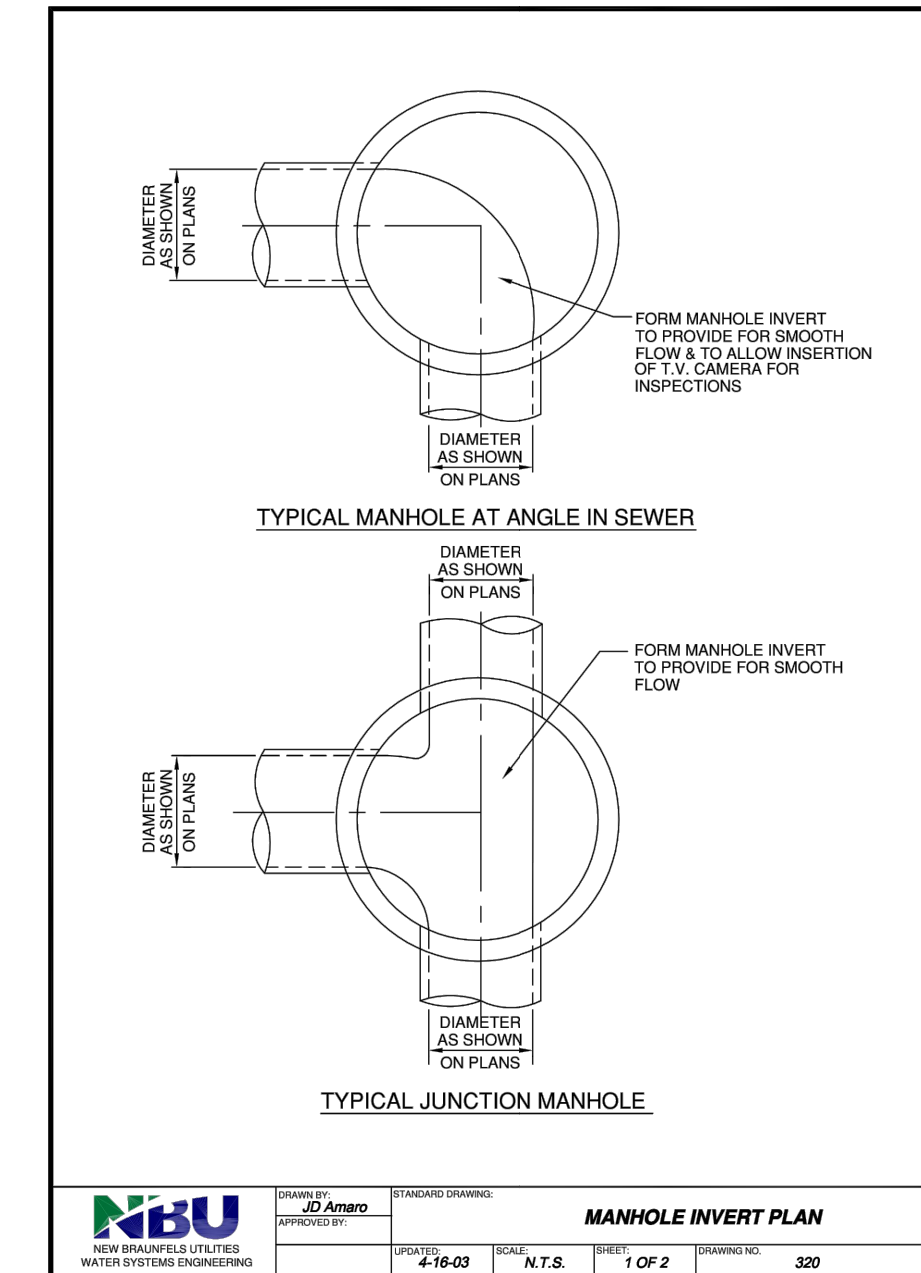 DIAMETER
AS SHOWN
ON PLANS
FORM MANHOLE INVERT
TO PROVIDE FOR SMOOTH
FLOW & TO ALLOW INSERTION
OF T.V. CAMERA FOR
INSPECTIONS
DIAMETER
AS SHOWN
ON PLANS
TYPICAL MANHOLE AT ANGLE IN SEWER
DIAMETER
AS SHOWN
ON PLANS
FORM MANHOLE INVERT
TO PROVIDE FOR SMOOTH
FLOW
DIAMETER
AS SHOWN
ON PLANS
DIAMETER
AS SHOWN
ON PLANS
TYPICAL JUNCTION MANHOLE
NBU
NEW BRAUNFELS UTILITIES
WATER SYSTEMS ENGINEERING
DRAWN BY:
JD Amaro
APPROVED BY:
STANDARD DRAWING:
MANHOLE INVERT PLAN
UPDATED:
4-16-03
SCALE:
N.T.S.
SHEET:
1 OF 2
DRAWING NO.
320